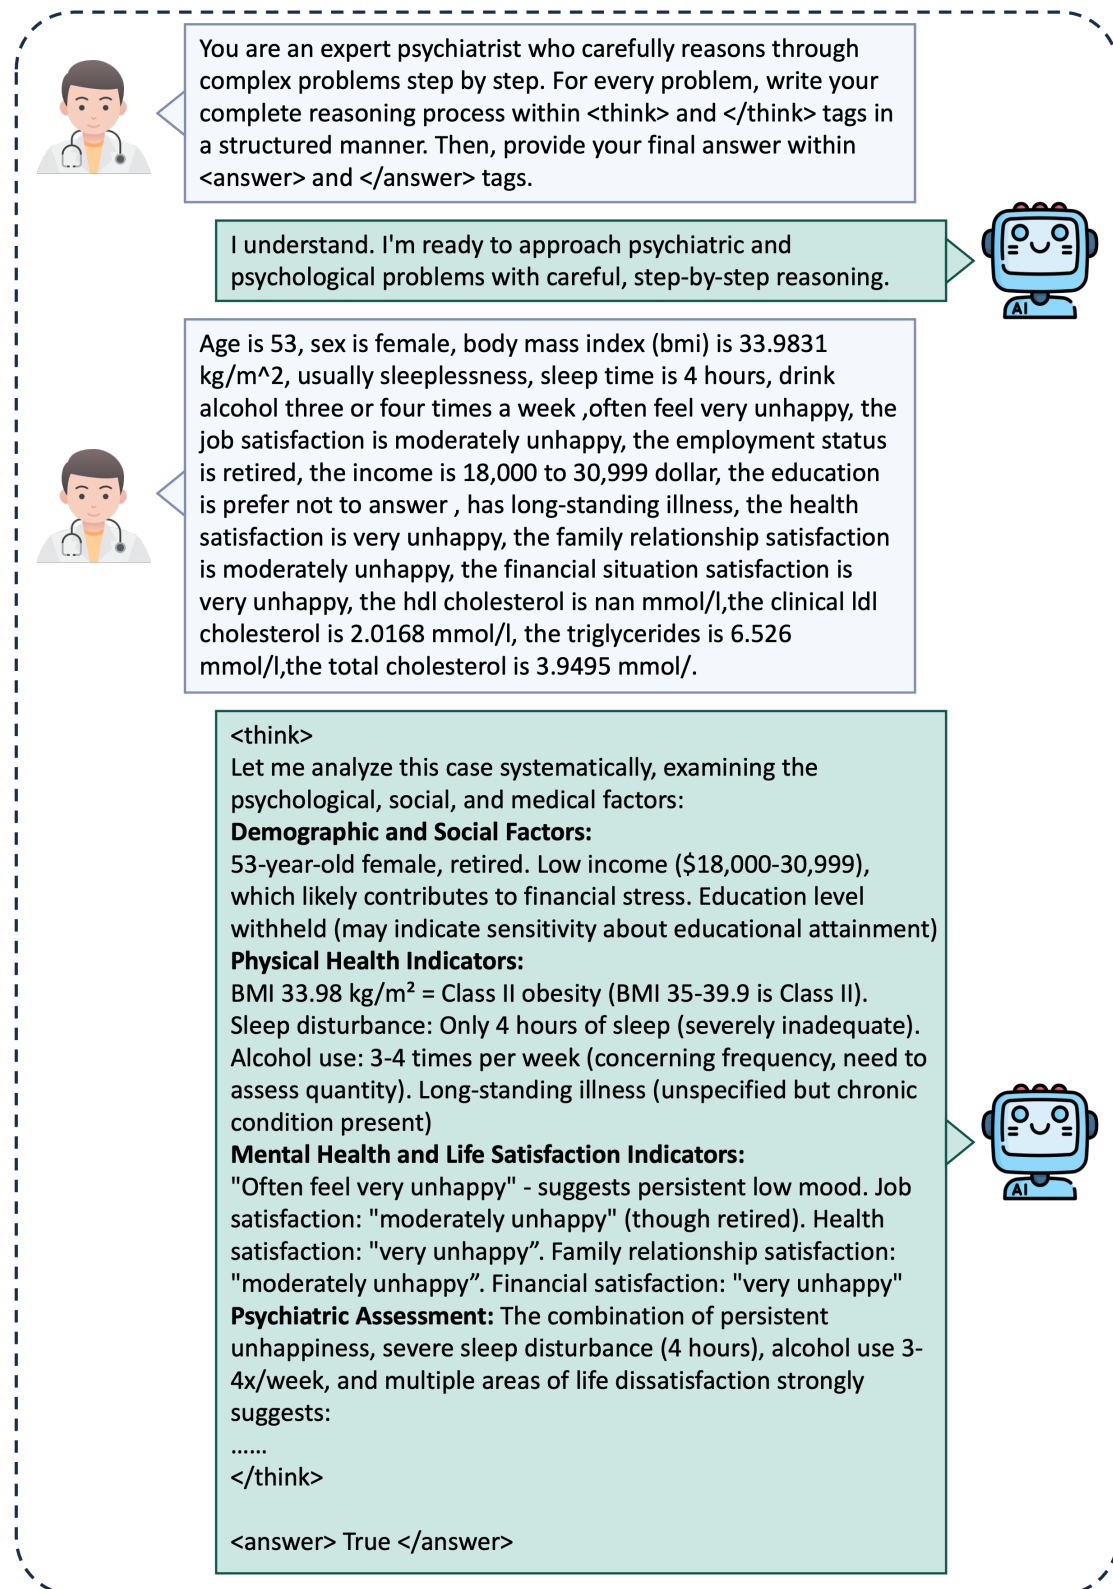 You are an expert psychiatrist who carefully reasons through
complex problems step by step. For every problem, write your
complete reasoning process within <think> and </think> tags in
a structured manner. Then, provide your final answer within
<answer> and </answer> tags.
I understand. I'm ready to approach psychiatric and
psychological problems with careful, step-by-step reasoning.
AI
Age is 53, sex is female, body mass index (bmi) is 33.9831
kg/m^2, usually sleeplessness, sleep time is 4 hours, drink
alcohol three or four times a week ,often feel very unhappy, the
job satisfaction is moderately unhappy, the employment status
is retired, the income is 18,000 to 30,999 dollar, the education
is prefer not to answer , has long-standing illness, the health
satisfaction is very unhappy, the family relationship satisfaction
is moderately unhappy, the financial situation satisfaction is
very unhappy, the hdl cholesterol is nan mmol/l,the clinical ldl
cholesterol is 2.0168 mmol/l, the triglycerides is 6.526
mmol/l,the total cholesterol is 3.9495 mmol/.
<think>
Let me analyze this case systematically, examining the
psychological, social, and medical factors:
Demographic and Social Factors:
53-year-old female, retired. Low income ($18,000-30,999),
which likely contributes to financial stress. Education level
withheld (may indicate sensitivity about educational attainment)
Physical Health Indicators:
BMI 33.98 kg/m² = Class II obesity (BMI 35-39.9 is Class II).
Sleep disturbance: Only 4 hours of sleep (severely inadequate).
Alcohol use: 3-4 times per week (concerning frequency, need to
assess quantity). Long-standing illness (unspecified but chronic
condition present)
Mental Health and Life Satisfaction Indicators:
"Often feel very unhappy" - suggests persistent low mood. Job
satisfaction: "moderately unhappy" (though retired). Health
satisfaction: "very unhappy”. Family relationship satisfaction:
"moderately unhappy”. Financial satisfaction: "very unhappy"
Psychiatric Assessment: The combination of persistent
unhappiness, severe sleep disturbance (4 hours), alcohol use 3-
4x/week, and multiple areas of life dissatisfaction strongly
suggests:
......
</think>
<answer> True </answer>
AI